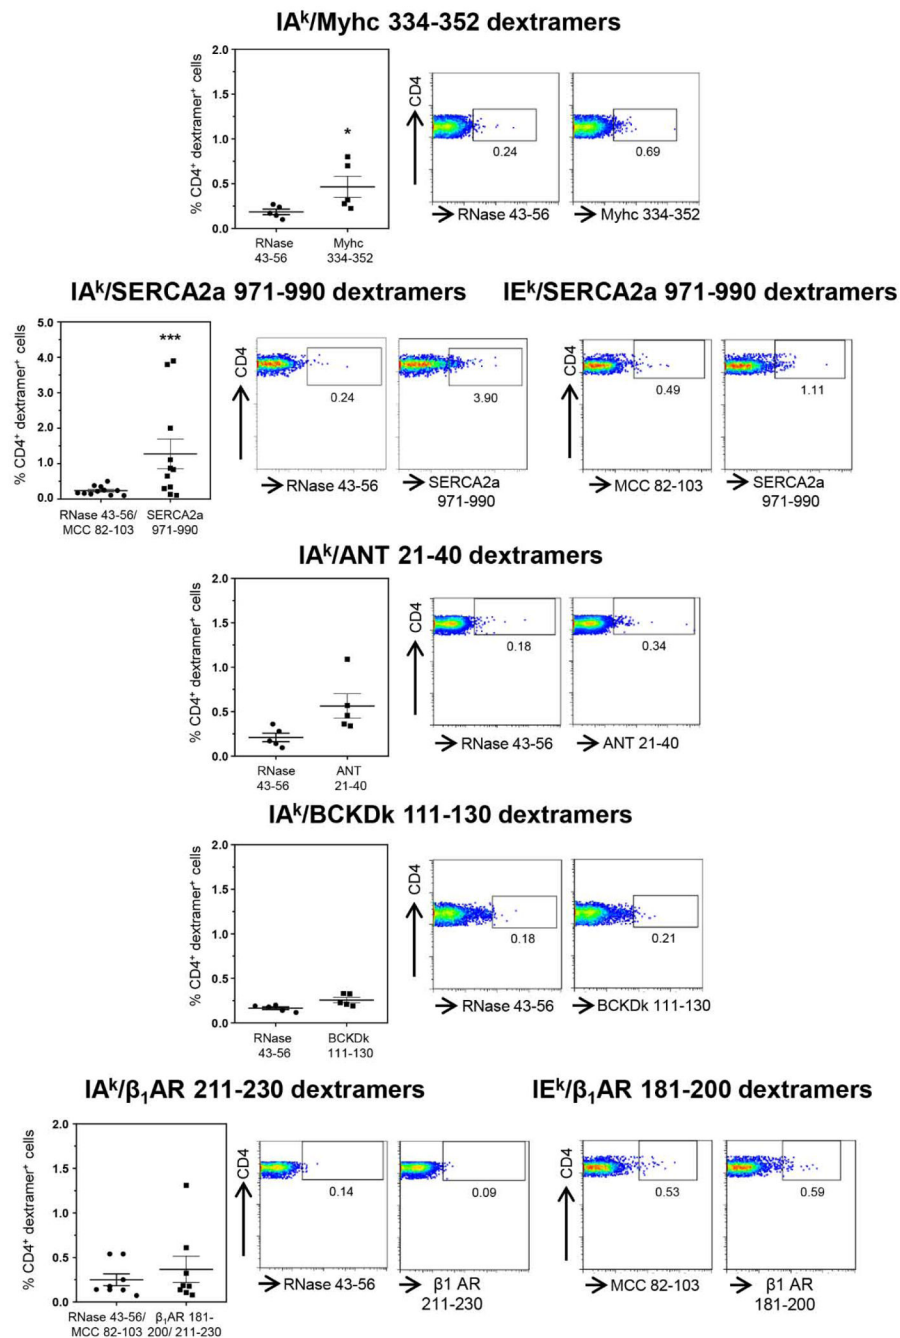 IAᵏ/Myhc 334-352 dextramers
% CD4⁺ dextramer⁺ cells
2.0
1.5
1.0
0.5
0.0
*
RNase
43-56
Myhc
334-352
CD4
0.24
0.69
RNase 43-56
Myhc 334-352
IAᵏ/SERCA2a 971-990 dextramers
IEᵏ/SERCA2a 971-990 dextramers
% CD4⁺ dextramer⁺ cells
5.0
4.0
3.0
2.0
1.0
0.0
***
RNase 43-56/
MCC 82-103
SERCA2a
971-990
CD4
0.24
3.90
RNase 43-56
SERCA2a
971-990
CD4
0.49
1.11
MCC 82-103
SERCA2a
971-990
IAᵏ/ANT 21-40 dextramers
% CD4⁺ dextramer⁺ cells
2.0
1.5
1.0
0.5
0.0
RNase
43-56
ANT
21-40
CD4
0.18
0.34
RNase 43-56
ANT 21-40
IAᵏ/BCKDk 111-130 dextramers
% CD4⁺ dextramer⁺ cells
2.0
1.5
1.0
0.5
0.0
RNase
43-56
BCKDk
111-130
CD4
0.18
0.21
RNase 43-56
BCKDk 111-130
IAᵏ/β₁AR 211-230 dextramers
IEᵏ/β₁AR 181-200 dextramers
% CD4⁺ dextramer⁺ cells
2.0
1.5
1.0
0.5
0.0
RNase 43-56/
MCC 82-103
β₁AR 181-
200/ 211-230
CD4
0.14
0.09
RNase 43-56
β1 AR
211-230
CD4
0.53
0.59
MCC 82-103
β1 AR
181-200